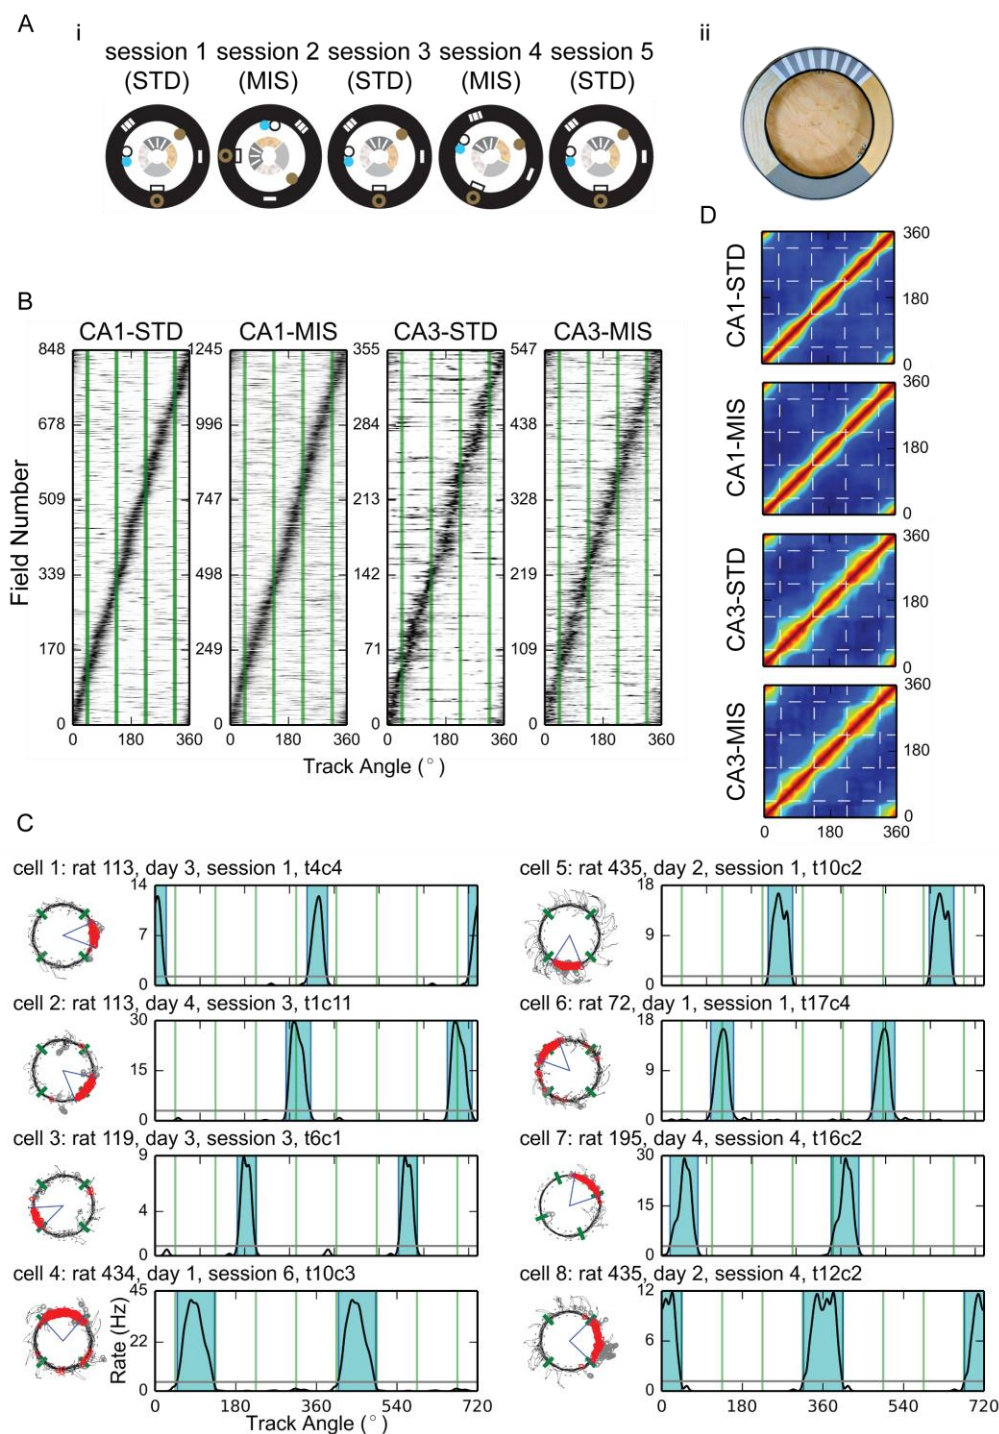 A
i
ii
session 1 session 2 session 3 session 4 session 5
(STD) (MIS) (STD) (MIS) (STD)
B
CA1-STD CA1-MIS CA3-STD CA3-MIS
848 1245 355 547
678 996 284 438
509 747 213 328
339 498 142 219
170 249 71 109
0 0 0 0
0 180 360 0 180 360 0 180 360 0 180 360
Field Number
Track Angle (°)
D
CA1-STD
360
180
0
CA1-MIS
360
180
0
CA3-STD
360
180
0
CA3-MIS
360
180
0
0 180 360
C
cell 1: rat 113, day 3, session 1, t4c4
14
7
0
cell 2: rat 113, day 4, session 3, t1c11
30
15
0
cell 3: rat 119, day 3, session 3, t6c1
9
4
0
cell 4: rat 434, day 1, session 6, t10c3
45
22
0
Rate (Hz)
0 180 360 540 720
Track Angle (°)
cell 5: rat 435, day 2, session 1, t10c2
18
9
0
cell 6: rat 72, day 1, session 1, t17c4
18
9
0
cell 7: rat 195, day 4, session 4, t16c2
30
15
0
cell 8: rat 435, day 2, session 4, t12c2
12
6
0
0 180 360 540 720